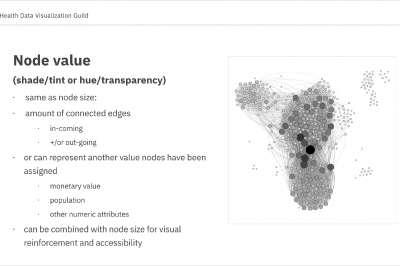 Health Data Visualization Guild
Node value
(shade/tint or hue/transparency)
· same as node size:
· amount of connected edges
· in-coming
· +/or out-going
· or can represent another value nodes have been
assigned
· monetary value
· population
· other numeric attributes
· can be combined with node size for visual
reinforcement and accessibility